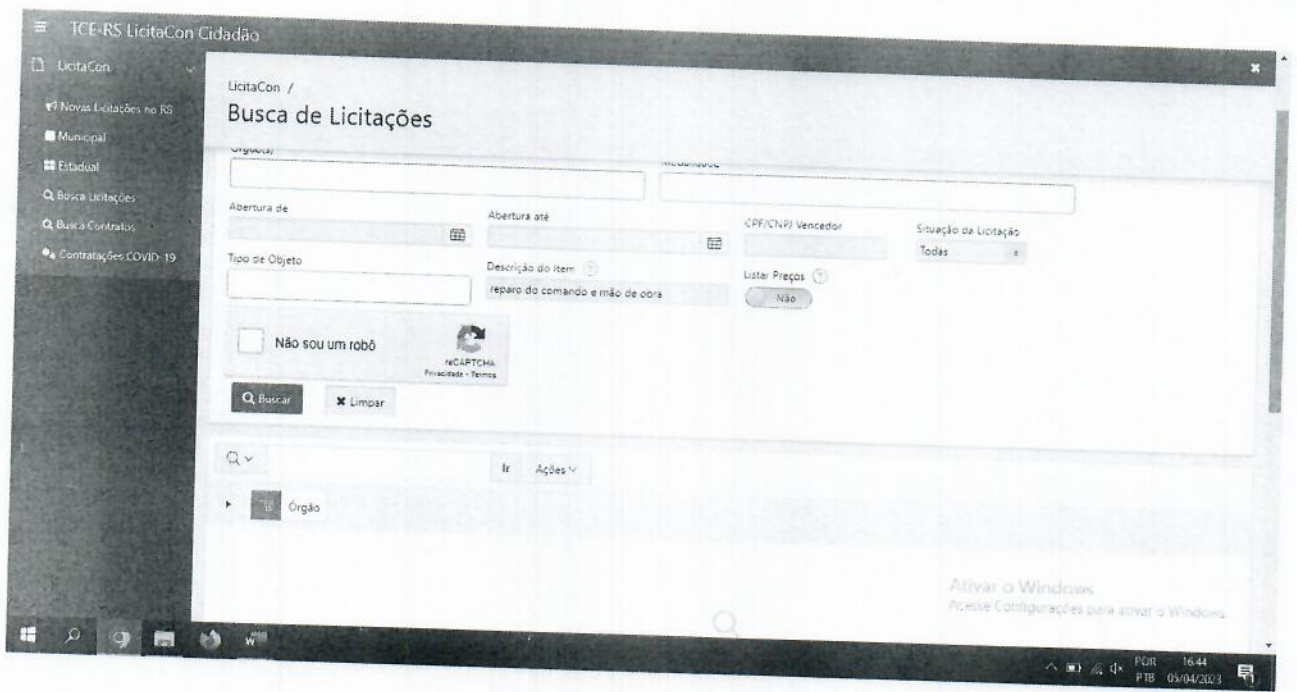 TCE-RS LicitaCon Cidadão
LicitaCon
Novas Licitações no RS
Municipal
Estadual
Busca Licitações
Busca Contratos
Contratações COVID-19
LicitaCon /
Busca de Licitações
Órgão(s)
Modalidade
Abertura de
Abertura até
CPF/CNPJ Vencedor
Situação da Licitação
Todas
Tipo de Objeto
Descrição do Item ?
reparo do comando e mão de obra
Listar Preços ?
Não
Não sou um robô
reCAPTCHA
Privacidade - Termos
Buscar
Limpar
Ir
Ações
Órgão
Ativar o Windows
Acesse Configurações para ativar o Windows.
POR
PTB
16:44
05/04/2023